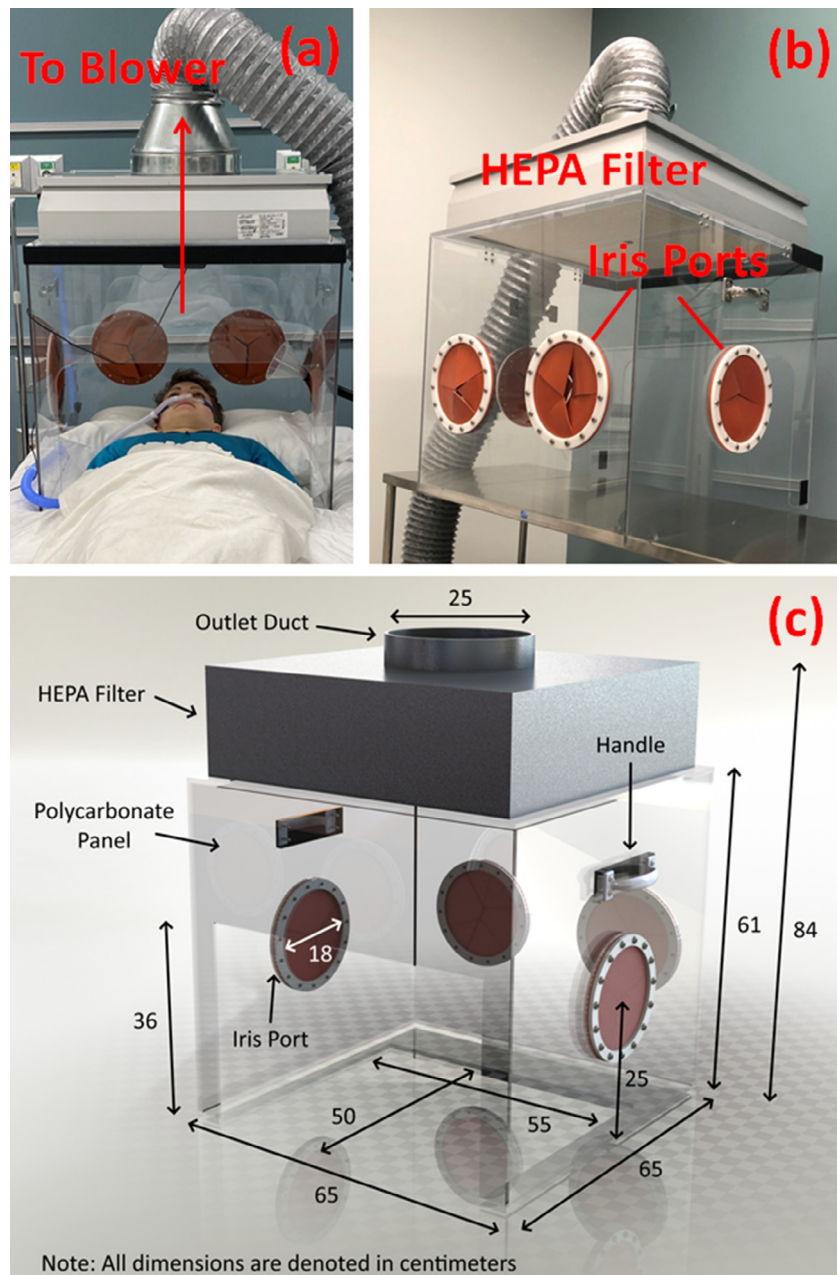 (a)
To Blower
(b)
HEPA Filter
Iris Ports
(c)
25
Outlet Duct
HEPA Filter
Handle
Polycarbonate
Panel
18
61
84
36
Iris Port
25
50
55
65
65
Note: All dimensions are denoted in centimeters